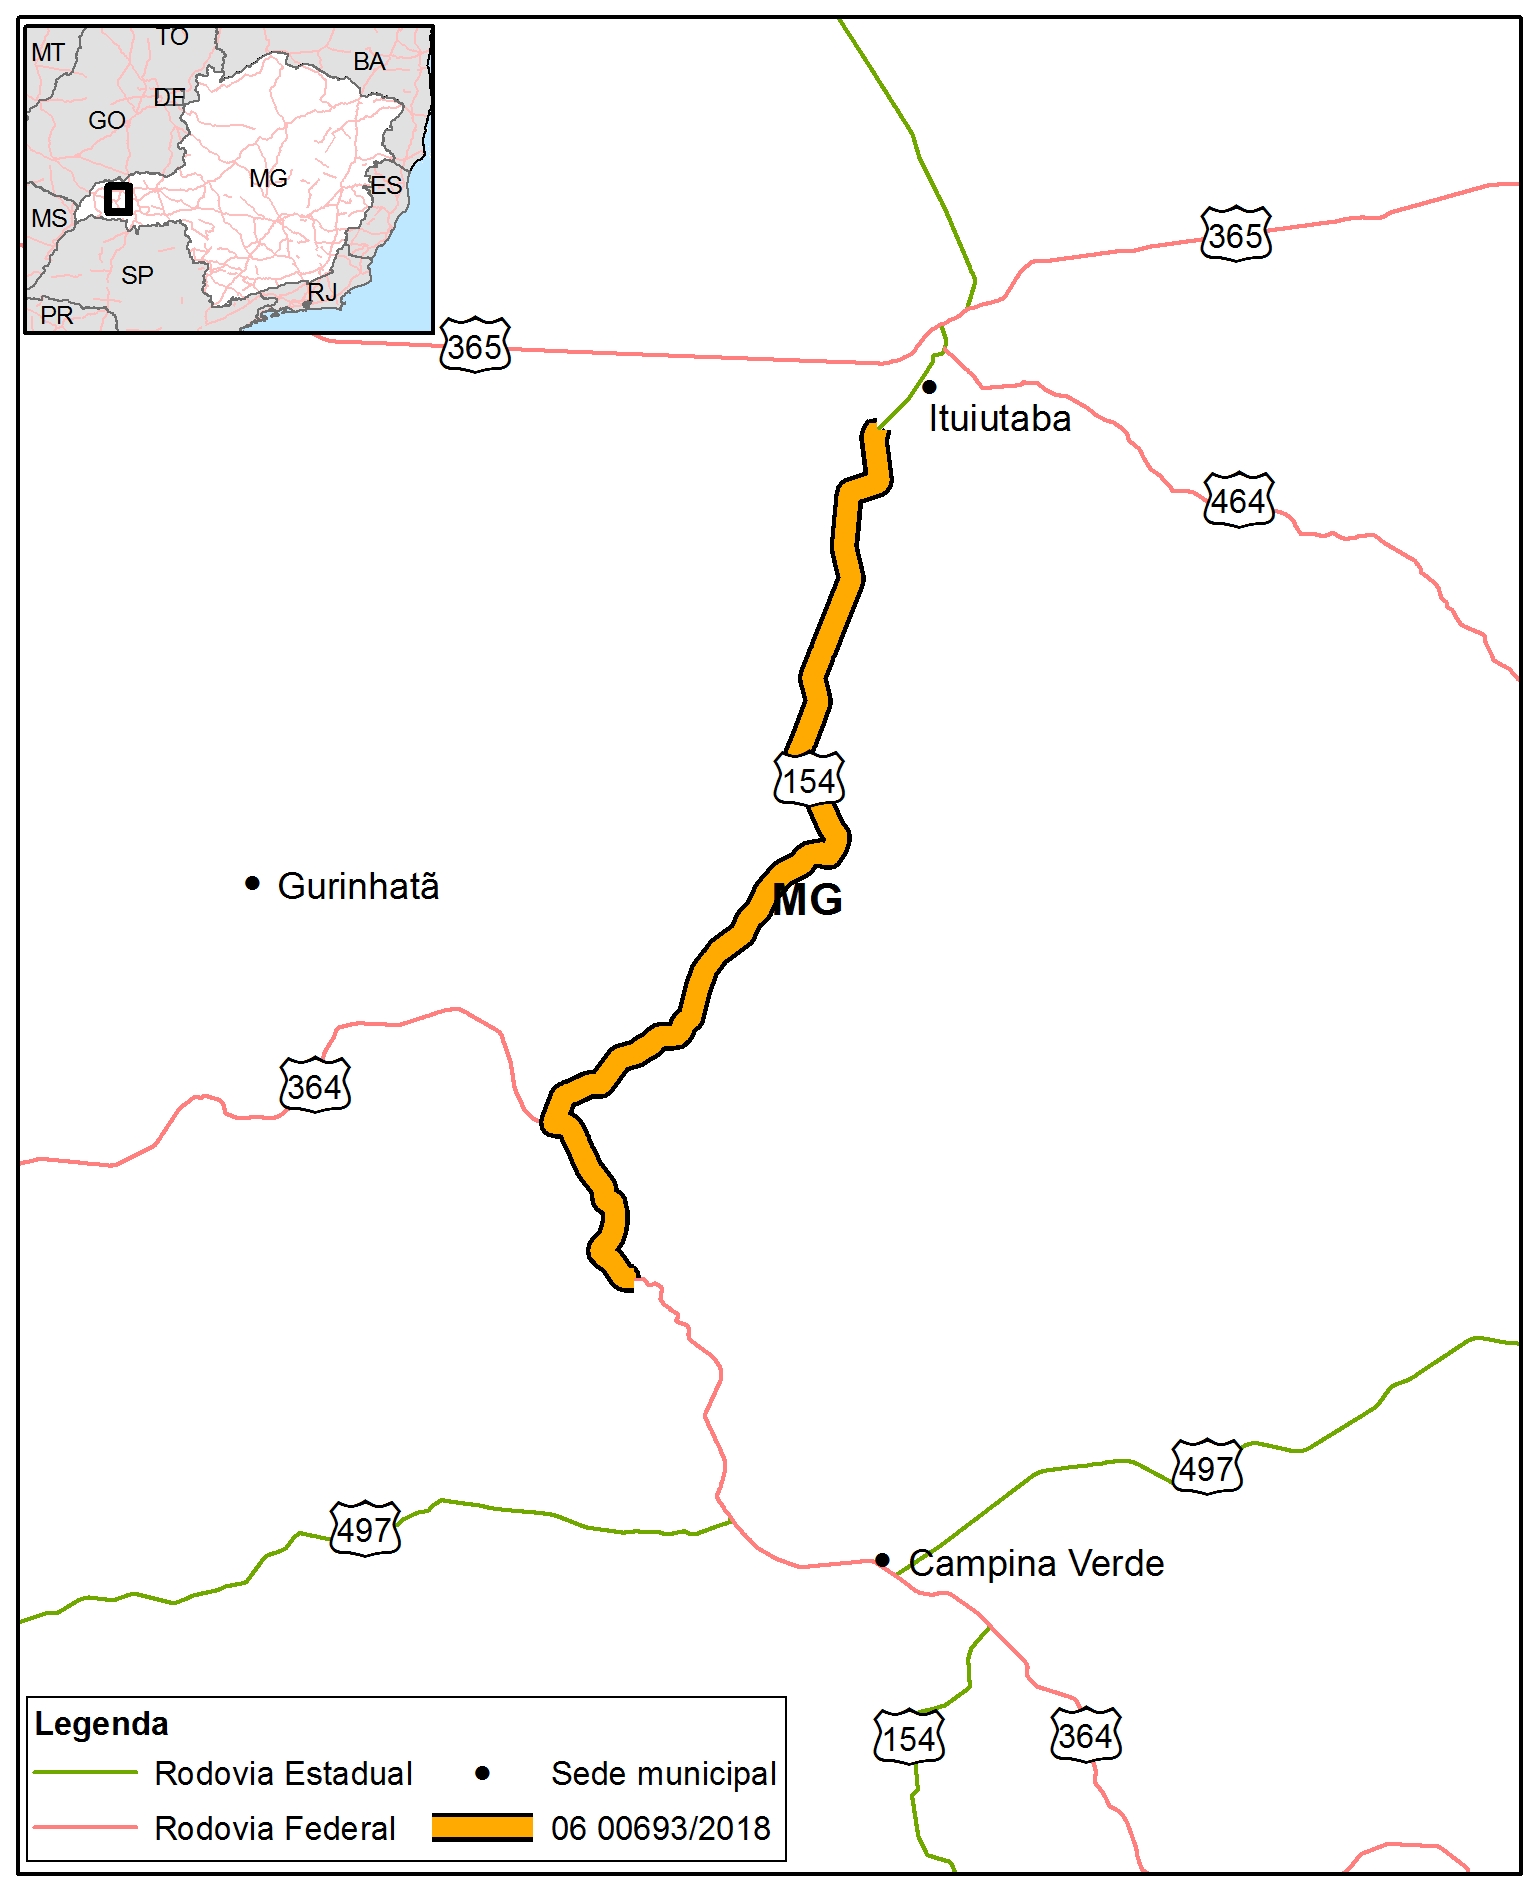 TO
MT
BA
DF
GO
MG
ES
MS
SP
RJ
PR
365
365
Ituiutaba
464
154
Gurinhatã
MG
364
497
497
Campina Verde
154
364
Legenda
Rodovia Estadual
Sede municipal
Rodovia Federal
06 00693/2018